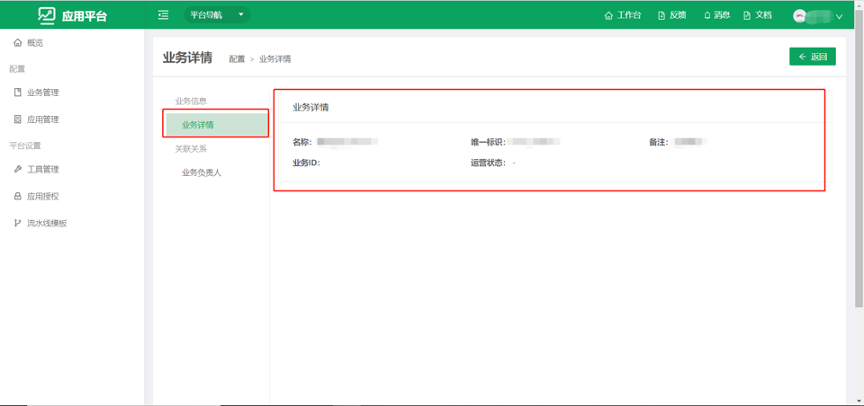 应用平台
平台导航
工作台
反馈
消息
文档
概览
配置
业务管理
应用管理
平台设置
工具管理
应用授权
流水线模板
业务详情
配置 > 业务详情
← 返回
业务信息
业务详情
关联关系
业务负责人
业务详情
名称:
唯一标识:
备注:
业务ID:
运营状态: -